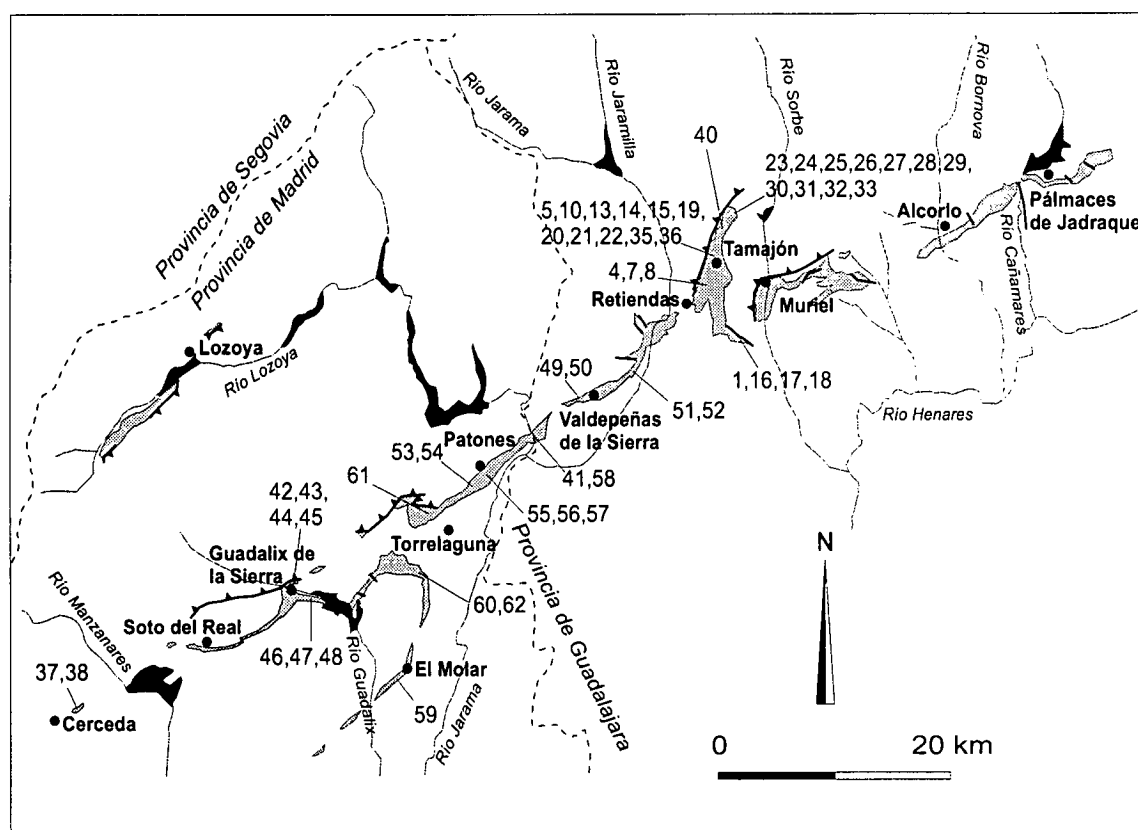 Provincia de Segovia
Provincia de Madrid
Río Jarama
Río Jaramilla
Río Sorbe
Río Bornova
40
23,24,25,26,27,28,29,
30,31,32,33
5,10,13,14,15,19,
20,21,22,35,36
Pálmaces
de Jadraque
Alcorlo
Tamajón
4,7,8
Río Cañamares
Retiendas
Muriel
Lozoya
Río Lozoya
49,50
1,16,17,18
51,52
Río Henares
Valdepeñas
de la Sierra
Patones
53,54
41,58
61
42,43,
44,45
55,56,57
Torrelaguna
Provincia de Guadalajara
N
Guadalix de
la Sierra
Río Manzanares
60,62
Soto del Real
46,47,48
Río Guadalix
El Molar
Río Jarama
37,38
59
Cerceda
0
20 km